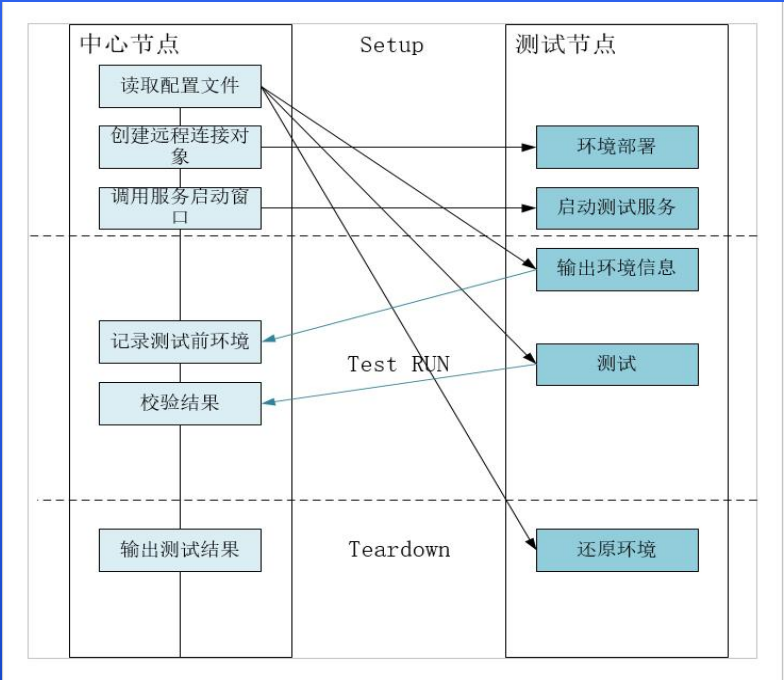 中心节点
Setup
测试节点
读取配置文件
创建远程连接对
象
环境部署
调用服务启动窗
口
启动测试服务
输出环境信息
记录测试前环境
Test RUN
测试
校验结果
输出测试结果
Teardown
还原环境